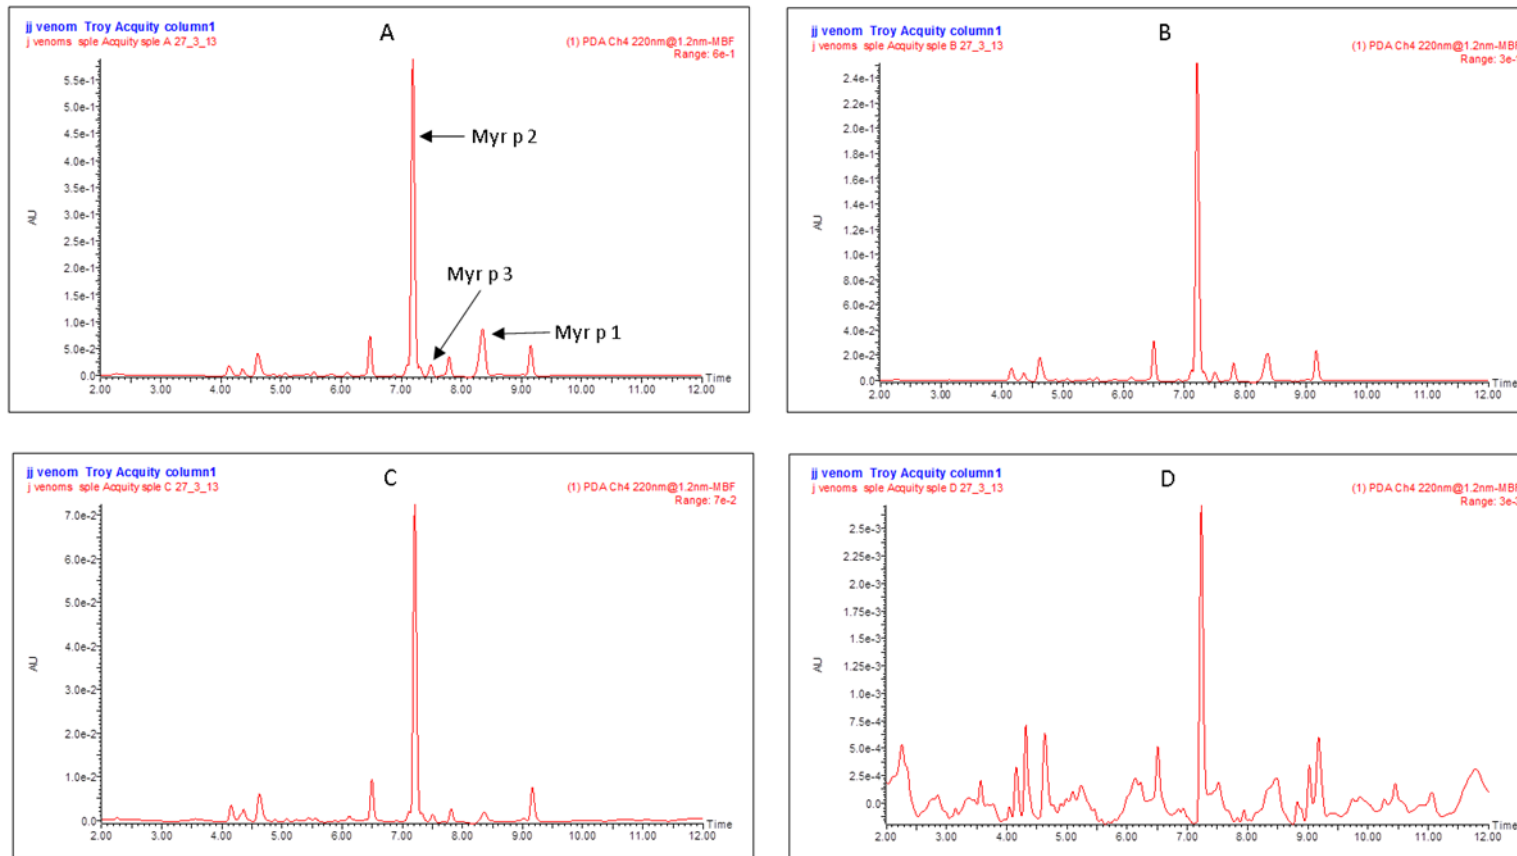 jj venom Troy Acquity column1
j venoms sple Acquity sple A 27_3_13
A
(1) PDA Ch4 220nm@1.2nm-MBF
Range: 6e-1
5.5e-1
5.0e-1
4.5e-1
4.0e-1
3.5e-1
3.0e-1
2.5e-1
2.0e-1
1.5e-1
1.0e-1
5.0e-2
0.0
AU
Myr p 2
Myr p 3
Myr p 1
2.00 3.00 4.00 5.00 6.00 7.00 8.00 9.00 10.00 11.00 12.00
Time
jj venom Troy Acquity column1
j venoms sple Acquity sple B 27_3_13
B
(1) PDA Ch4 220nm@1.2nm-MBF
Range: 3e-
2.4e-1
2.2e-1
2.0e-1
1.8e-1
1.6e-1
1.4e-1
1.2e-1
1.0e-1
8.0e-2
6.0e-2
4.0e-2
2.0e-2
0.0
AU
2.00 3.00 4.00 5.00 6.00 7.00 8.00 9.00 10.00 11.00 12.00
Time
jj venom Troy Acquity column1
j venoms sple Acquity sple C 27_3_13
C
(1) PDA Ch4 220nm@1.2nm-MBF
Range: 7e-2
7.0e-2
6.0e-2
5.0e-2
4.0e-2
3.0e-2
2.0e-2
1.0e-2
0.0
AU
2.00 3.00 4.00 5.00 6.00 7.00 8.00 9.00 10.00 11.00 12.00
Time
jj venom Troy Acquity column1
j venoms sple Acquity sple D 27_3_13
D
(1) PDA Ch4 220nm@1.2nm-MBF
Range: 3e-
2.5e-3
2.25e-3
2.0e-3
1.75e-3
1.5e-3
1.25e-3
1.0e-3
7.5e-4
5.0e-4
2.5e-4
0.0
AU
2.00 3.00 4.00 5.00 6.00 7.00 8.00 9.00 10.00 11.00 12.00
Time